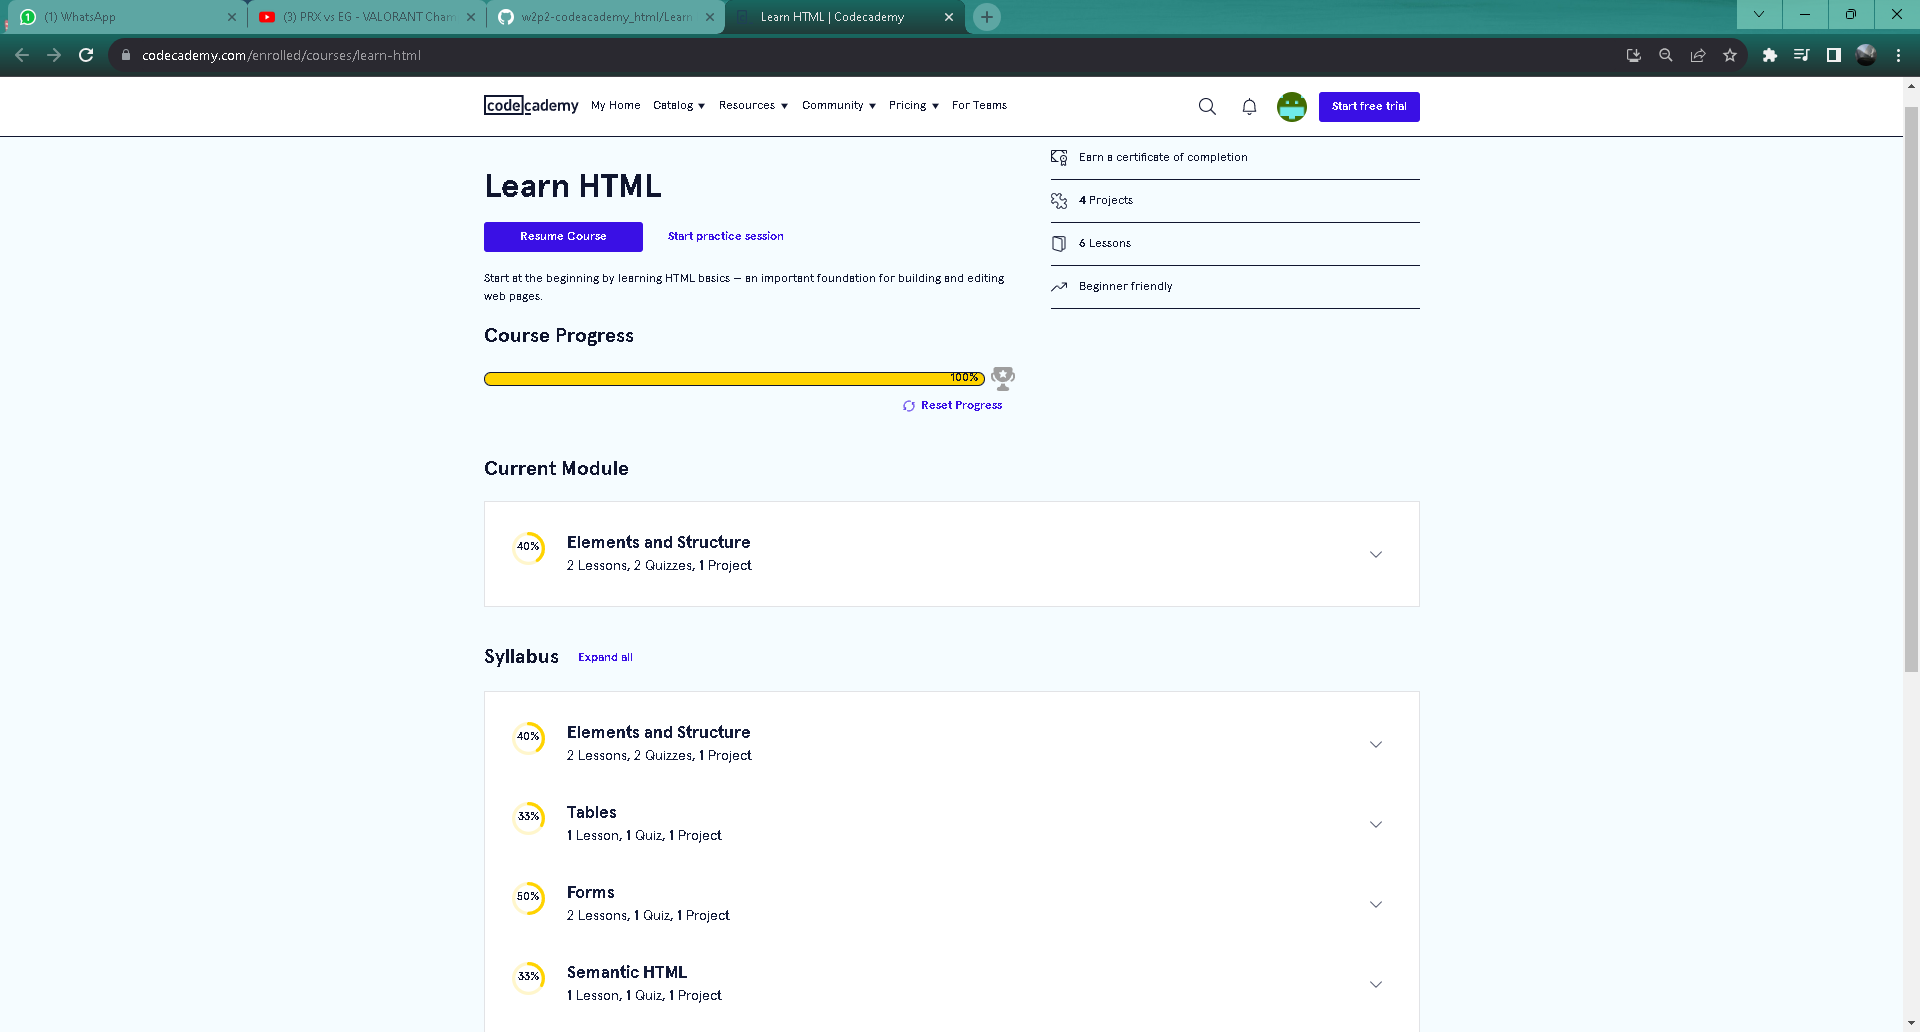 (1) WhatsApp
(3) PRX vs EG - VALORANT Cham
w2p2-codeacademy_html/Learn
Learn HTML | Codecademy
codecademy.com/enrolled/courses/learn-html
codecademy
My Home
Catalog
Resources
Community
Pricing
For Teams
Start free trial
Learn HTML
Resume Course
Start practice session
Start at the beginning by learning HTML basics — an important foundation for building and editing
web pages.
Earn a certificate of completion
4 Projects
6 Lessons
Beginner friendly
Course Progress
100%
Reset Progress
Current Module
40%
Elements and Structure
2 Lessons, 2 Quizzes, 1 Project
Syllabus
Expand all
40%
Elements and Structure
2 Lessons, 2 Quizzes, 1 Project
33%
Tables
1 Lesson, 1 Quiz, 1 Project
50%
Forms
2 Lessons, 1 Quiz, 1 Project
33%
Semantic HTML
1 Lesson, 1 Quiz, 1 Project